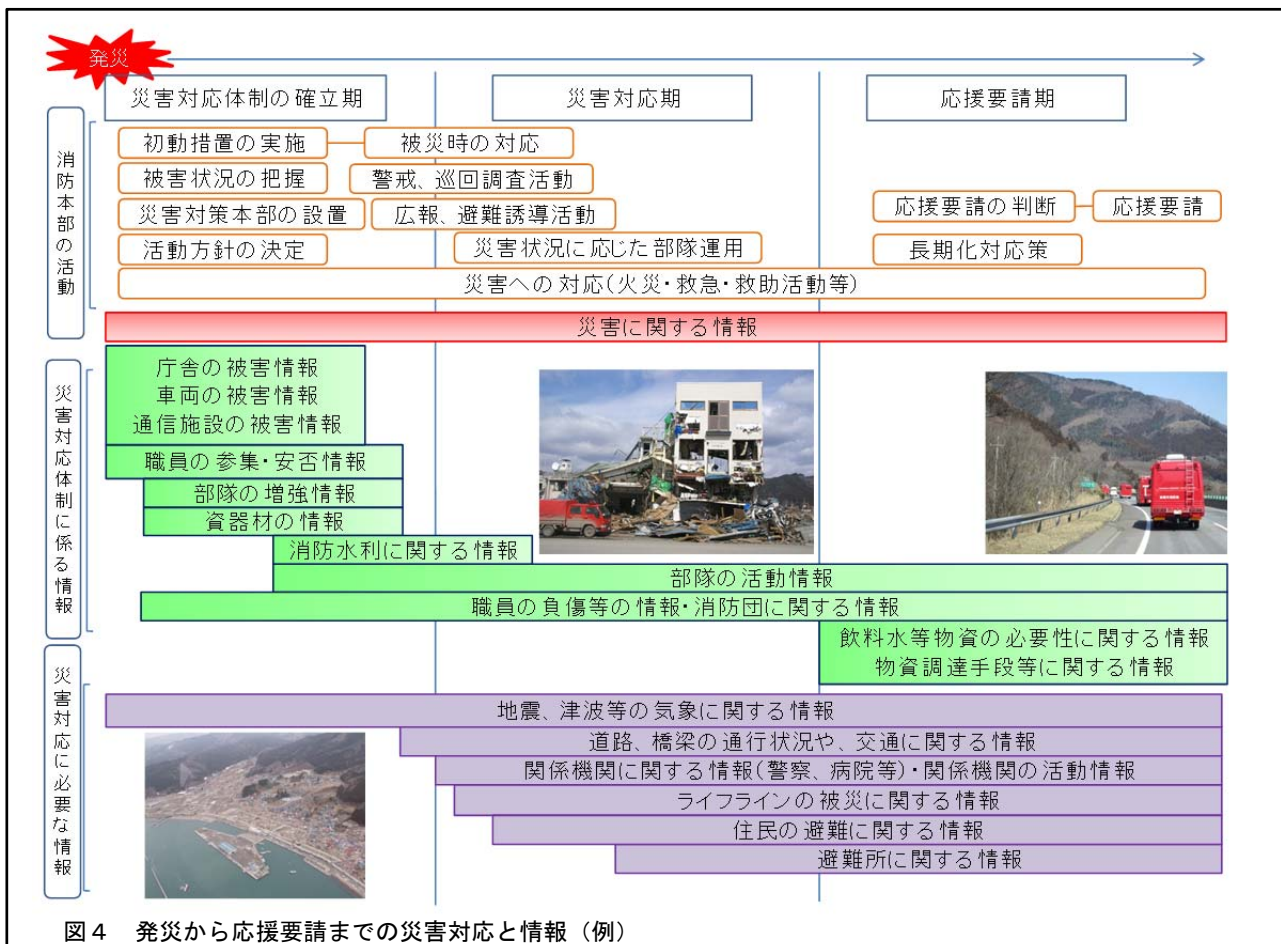 発災
災害対応体制の確立期
災害対応期
応援要請期
消防本部の活動
初動措置の実施
被災時の対応
被害状況の把握
警戒、巡回調査活動
災害対策本部の設置
広報、避難誘導活動
応援要請の判断
応援要請
活動方針の決定
災害状況に応じた部隊運用
長期化対応策
災害への対応(火災・救急・救助活動等)
災害に関する情報
災害対応体制に係る情報
庁舎の被害情報
車両の被害情報
通信施設の被害情報
職員の参集・安否情報
部隊の増強情報
資器材の情報
消防水利に関する情報
部隊の活動情報
職員の負傷等の情報・消防団に関する情報
飲料水等物資の必要性に関する情報
物資調達手段等に関する情報
災害対応に必要な情報
地震、津波等の気象に関する情報
道路、橋梁の通行状況や、交通に関する情報
関係機関に関する情報(警察、病院等)・関係機関の活動情報
ライフラインの被災に関する情報
住民の避難に関する情報
避難所に関する情報
図4 発災から応援要請までの災害対応と情報(例)